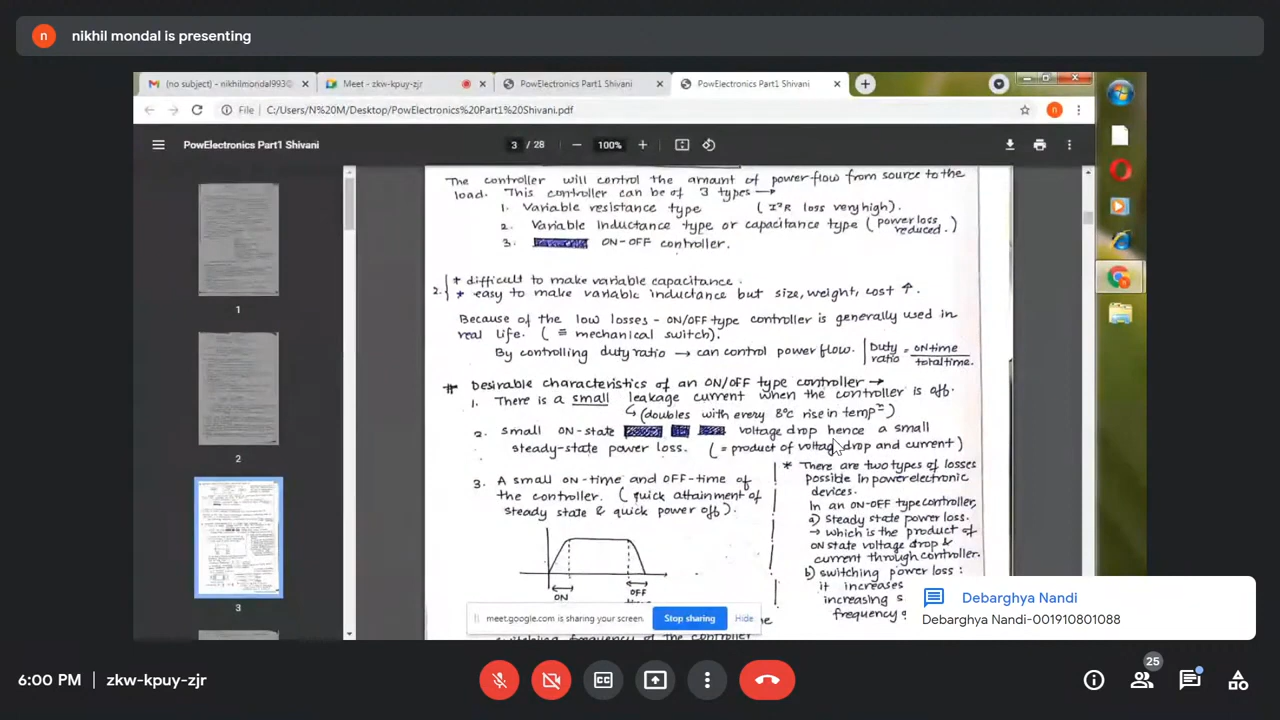 n nikhil mondal is presenting
(no subject) - nikhilmondal993@
Meet - zkw-kpuy-zjr
PowElectronics Part1 Shivani
PowElectronics Part1 Shivani
File | C:/Users/N%20M/Desktop/PowElectronics%20Part1%20Shivani.pdf
n
PowElectronics Part1 Shivani
3 / 28
100%
1
2
3
The controller will control the amount of power flow from source to the
load. This controller can be of 3 types →
1. Variable resistance type ( I²R loss very high).
2. Variable inductance type or capacitance type (power loss reduced.)
3. ON-OFF controller.
2. * difficult to make variable capacitance.
* easy to make variable inductance but size, weight, cost ↑.
Because of the low losses - ON/OFF type controller is generally used in
real life. ( ≡ mechanical switch).
By controlling duty ratio → can control power flow. | Duty ratio = ON time / total time.
# Desirable characteristics of an ON/OFF type controller →
1. There is a small leakage current when the controller is off.
(doubles with every 8°c rise in tempⁿ)
2. small ON-state voltage drop hence a small
steady-state power loss. ( = product of voltage drop and current )
3. A small ON-time and OFF-time of
the controller. ( quick attainment of
steady state & quick power off ).
ON
OFF
* There are two types of losses
possible in power electronic
devices.
In an ON-OFF type controller,
a) Steady state power loss.
→ which is the product of
ON state voltage drop &
current through controller.
b) switching power loss :
it increases
increasing s
frequency
switching frequency of the controller
meet.google.com is sharing your screen.
Stop sharing
Hide
Debarghya Nandi
Debarghya Nandi-001910801088
6:00 PM | zkw-kpuy-zjr
25